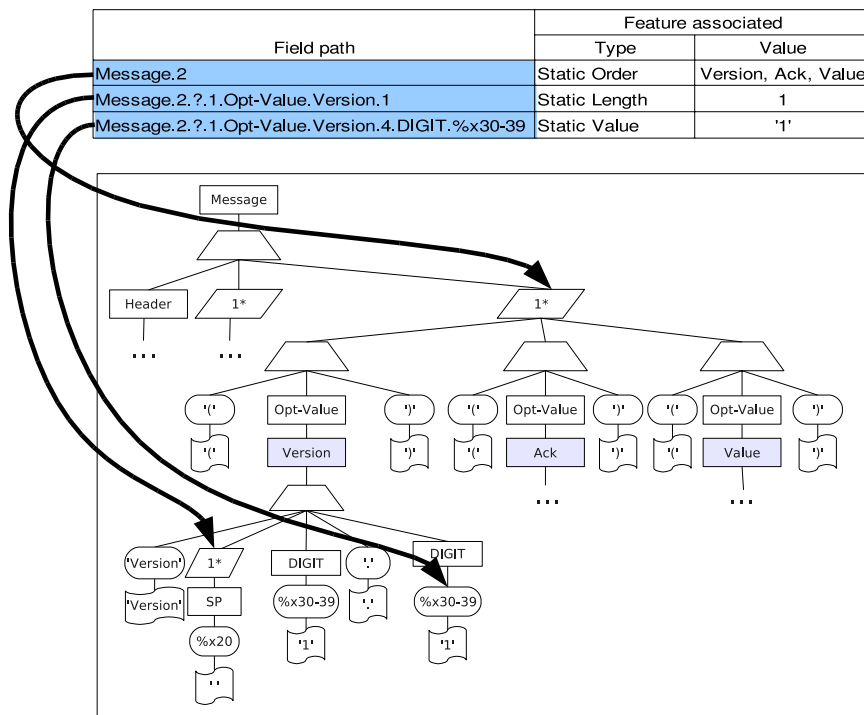 Feature associated
Field path
Type
Value
Message.2
Static Order
Version, Ack, Value
Message.2.?.1.Opt-Value.Version.1
Static Length
1
Message.2.?.1.Opt-Value.Version.4.DIGIT.%x30-39
Static Value
'1'
Message
Header
1*
1*
...
...
'('
Opt-Value
')'
'('
Opt-Value
')'
'('
Opt-Value
')'
'('
Version
')'
'('
Ack
')'
'('
Value
')'
...
...
'Version'
1*
DIGIT
'.'
DIGIT
'Version'
SP
%x30-39
'.'
%x30-39
%x20
'1'
'1'
' '